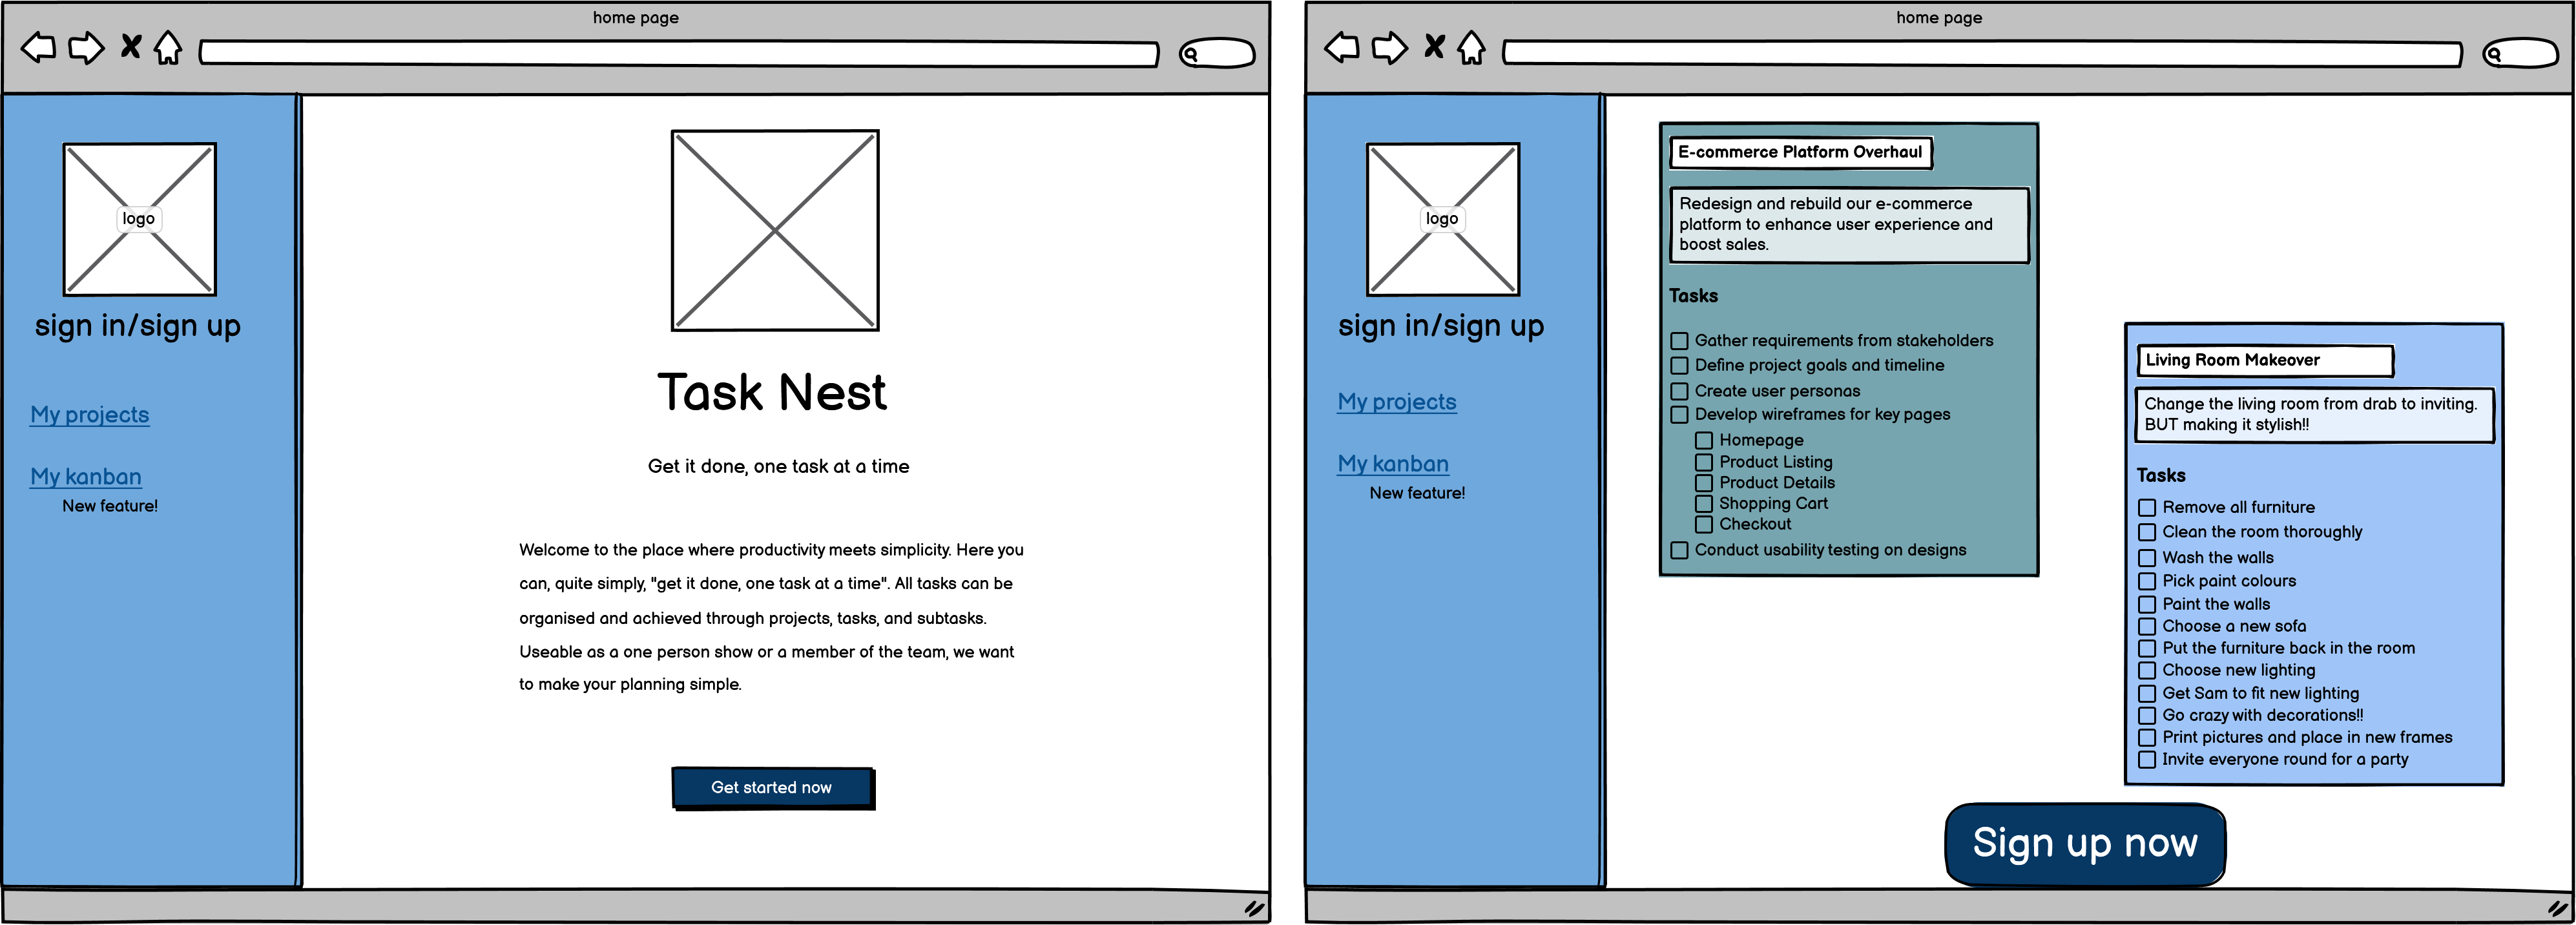 home page
logo
sign in/sign up
My projects
My kanban
New feature!
Task Nest
Get it done, one task at a time
Welcome to the place where productivity meets simplicity. Here you
can, quite simply, "get it done, one task at a time". All tasks can be
organised and achieved through projects, tasks, and subtasks.
Useable as a one person show or a member of the team, we want
to make your planning simple.
Get started now
home page
logo
sign in/sign up
My projects
My kanban
New feature!
E-commerce Platform Overhaul
Redesign and rebuild our e-commerce
platform to enhance user experience and
boost sales.
Tasks
Gather requirements from stakeholders
Define project goals and timeline
Create user personas
Develop wireframes for key pages
Homepage
Product Listing
Product Details
Shopping Cart
Checkout
Conduct usability testing on designs
Living Room Makeover
Change the living room from drab to inviting.
BUT making it stylish!!
Tasks
Remove all furniture
Clean the room thoroughly
Wash the walls
Pick paint colours
Paint the walls
Choose a new sofa
Put the furniture back in the room
Choose new lighting
Get Sam to fit new lighting
Go crazy with decorations!!
Print pictures and place in new frames
Invite everyone round for a party
Sign up now